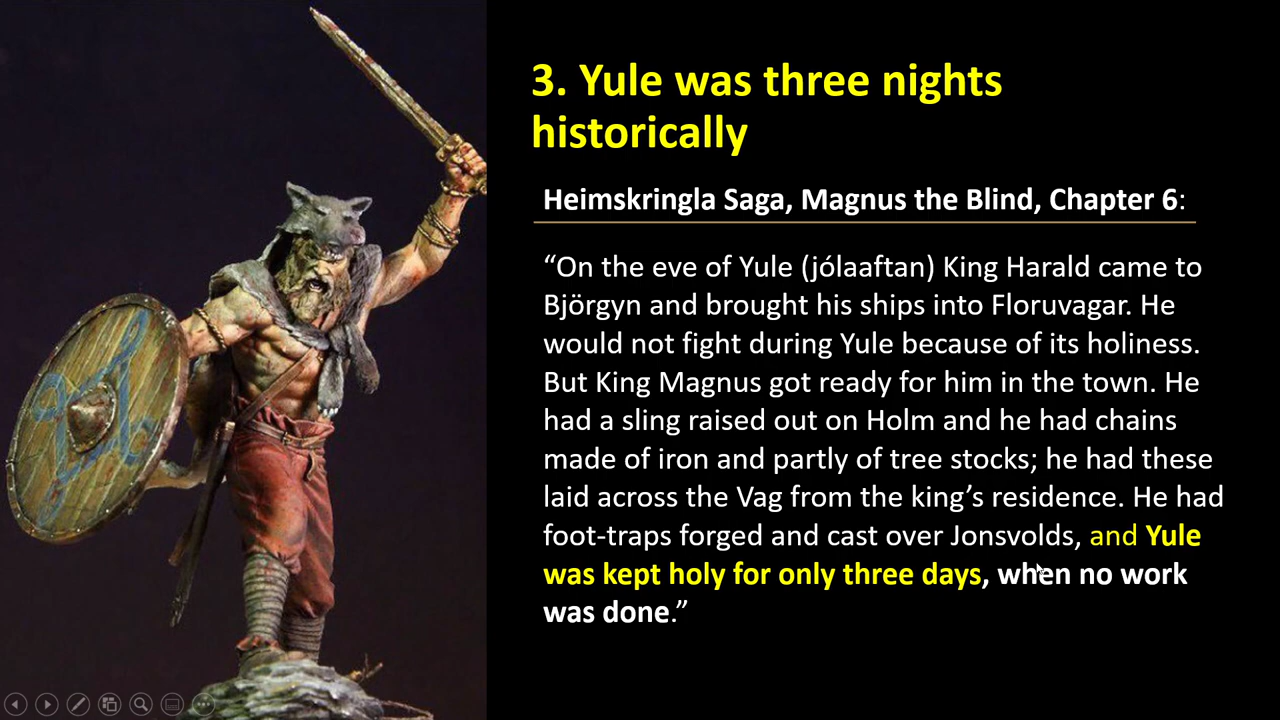 3. Yule was three nights
historically
Heimskringla Saga, Magnus the Blind, Chapter 6:
“On the eve of Yule (jólaaftan) King Harald came to
Björgyn and brought his ships into Floruvagar. He
would not fight during Yule because of its holiness.
But King Magnus got ready for him in the town. He
had a sling raised out on Holm and he had chains
made of iron and partly of tree stocks; he had these
laid across the Vag from the king’s residence. He had
foot-traps forged and cast over Jonsvolds, and Yule
was kept holy for only three days, when no work
was done.”